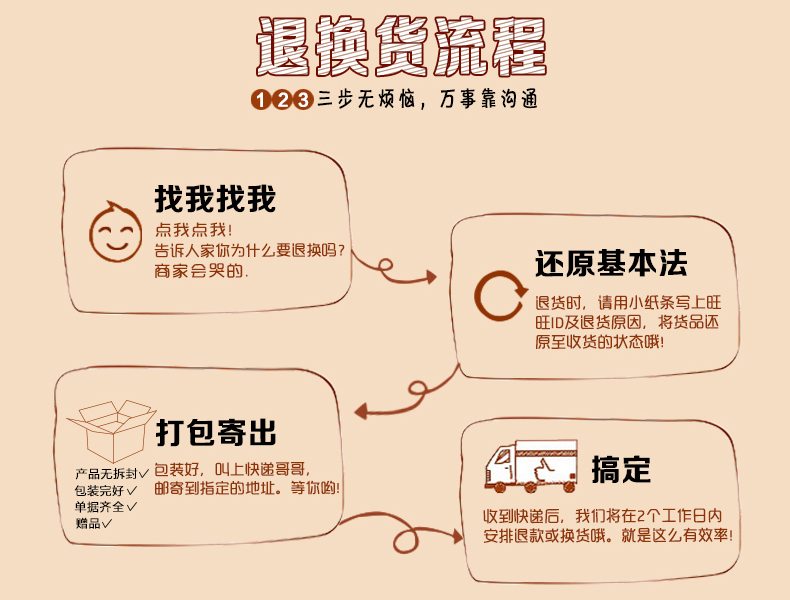 退换货流程
123三步无烦恼，万事靠沟通
找我找我
点我点我!
告诉人家你为什么要退换吗?
商家会哭的.
还原基本法
退货时，请用小纸条写上旺
旺ID及退货原因，将货品还
原至收货的状态哦!
打包寄出
包装好，叫上快递哥哥，
邮寄到指定的地址。等你哟!
产品无拆封✓
包装完好✓
单据齐全✓
赠品✓
搞定
收到快递后，我们将在2个工作日内
安排退款或换货哦。就是这么有效率!